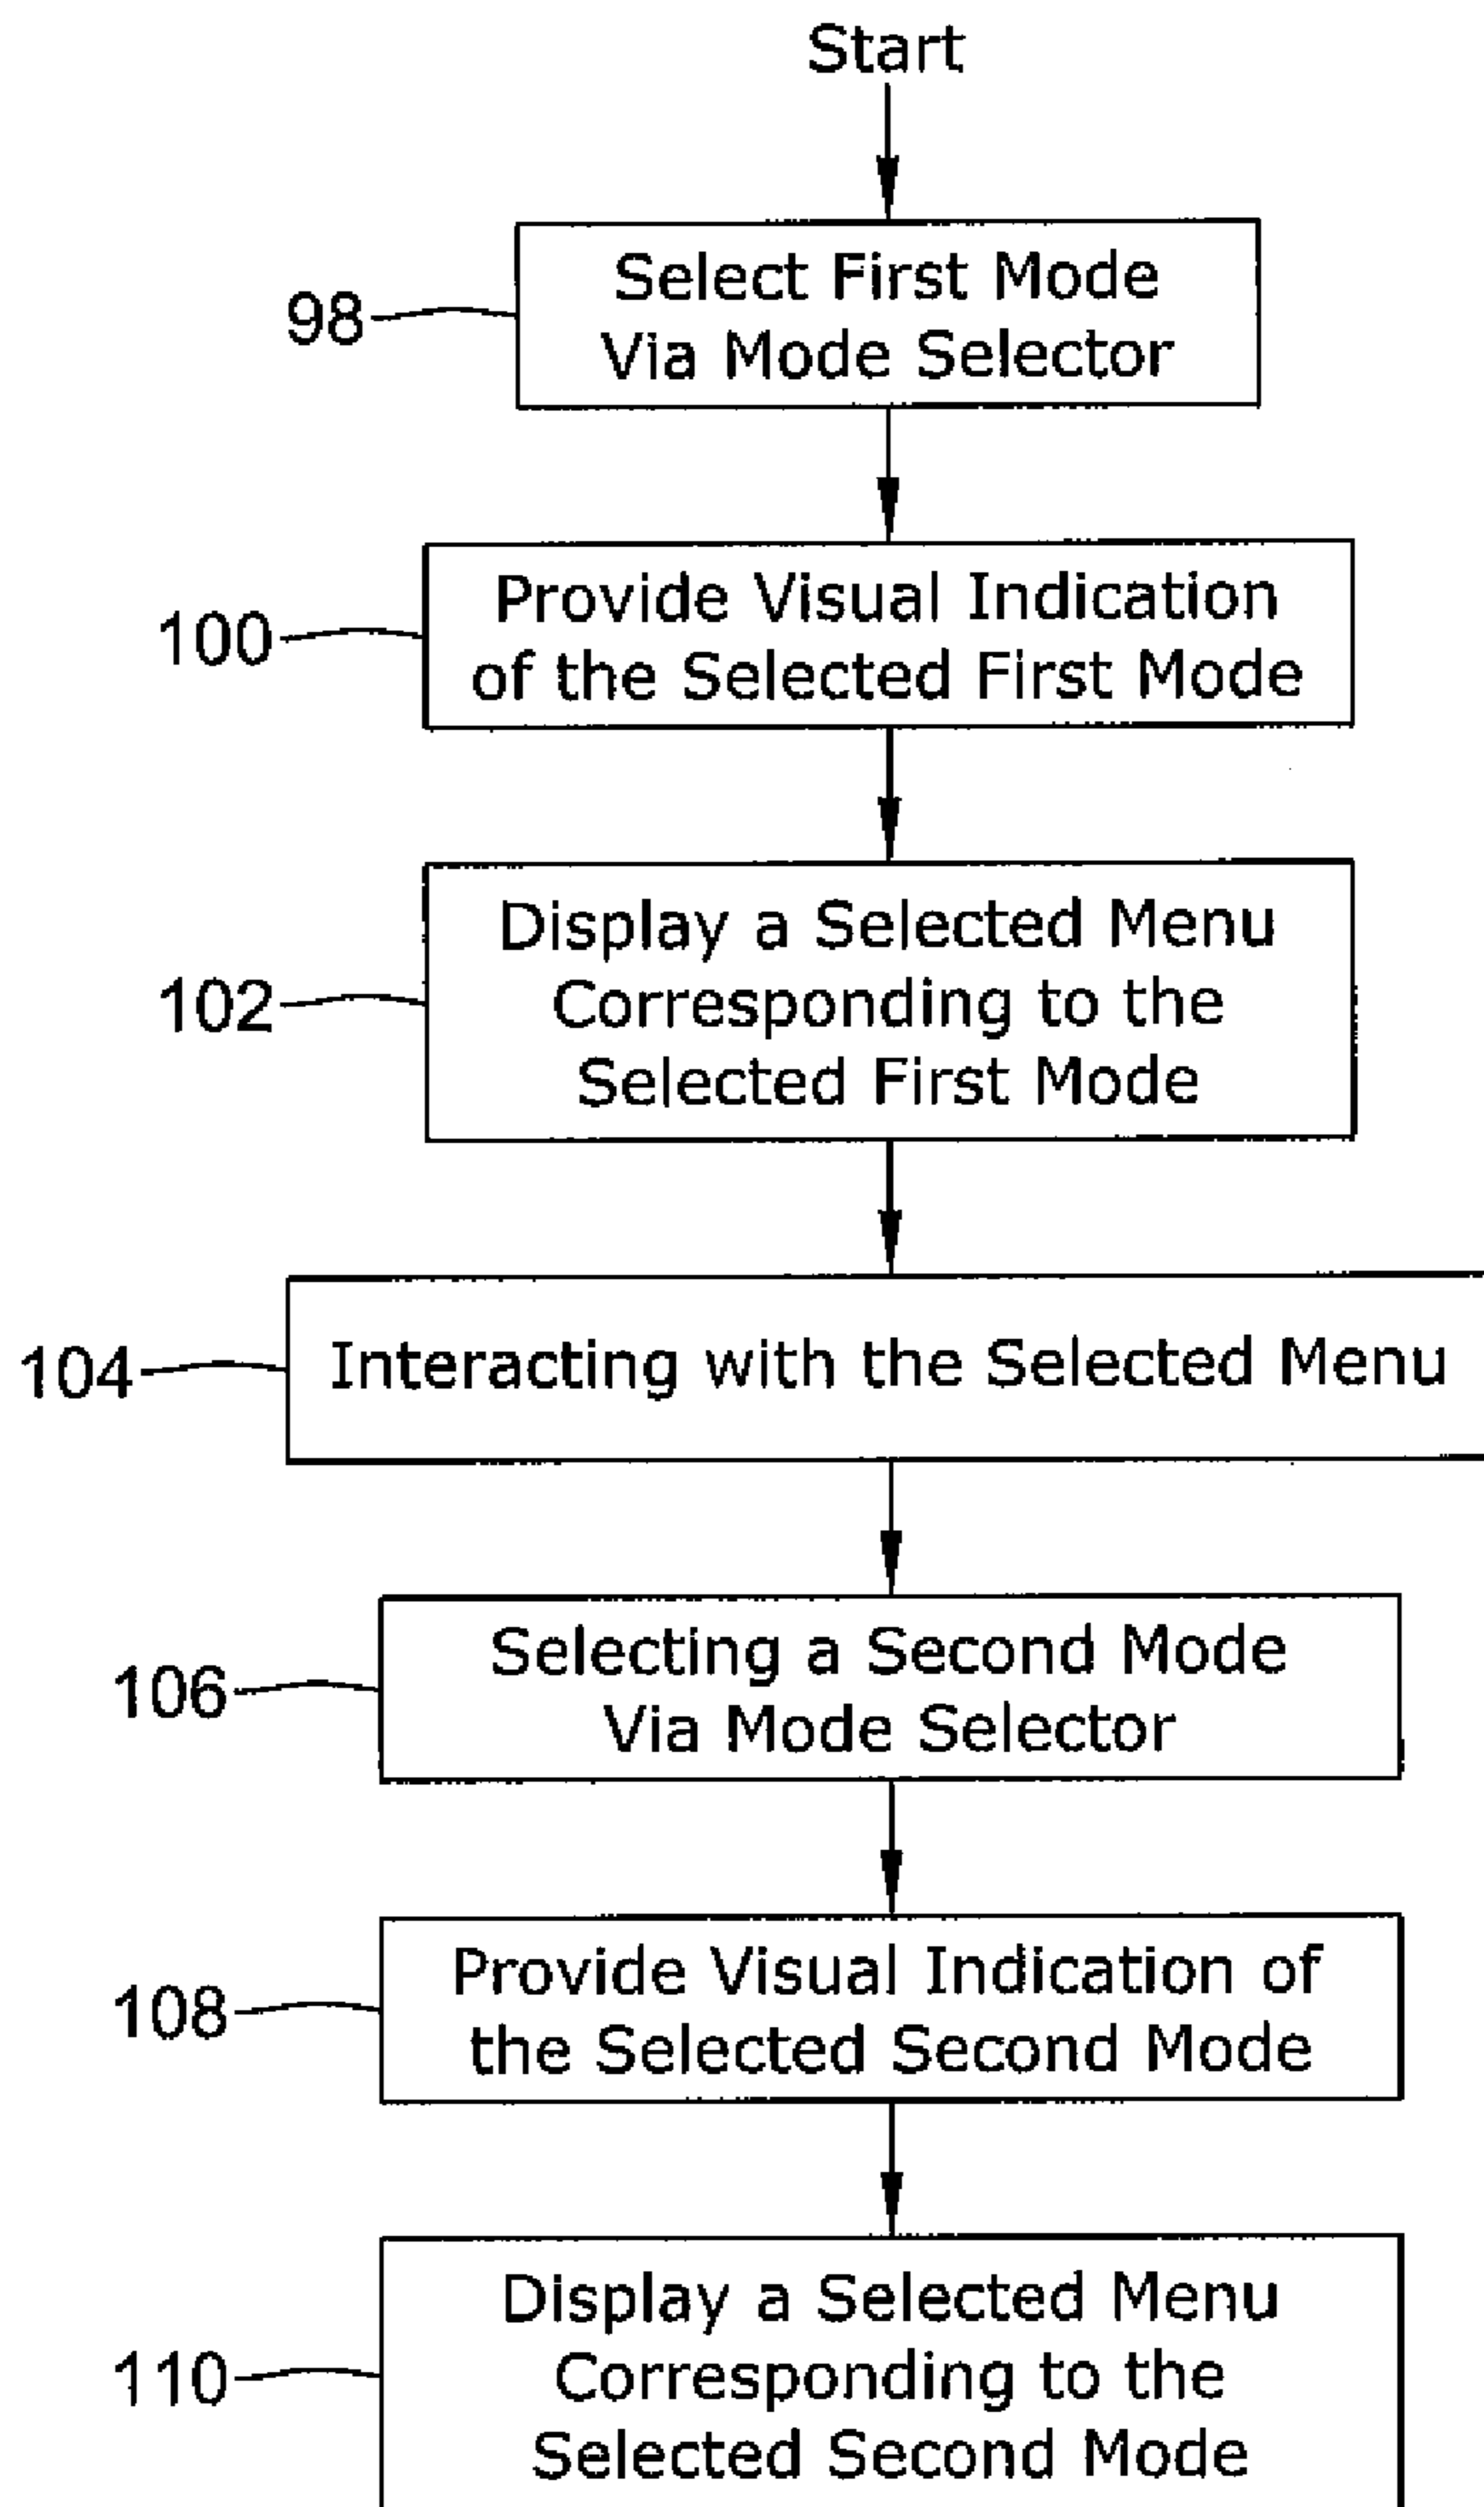 Start
98
Select First Mode
Via Mode Selector
100
Provide Visual Indication
of the Selected First Mode
102
Display a Selected Menu
Corresponding to the
Selected First Mode
104
Interacting with the Selected Menu
106
Selecting a Second Mode
Via Mode Selector
108
Provide Visual Indication of
the Selected Second Mode
110
Display a Selected Menu
Corresponding to the
Selected Second Mode